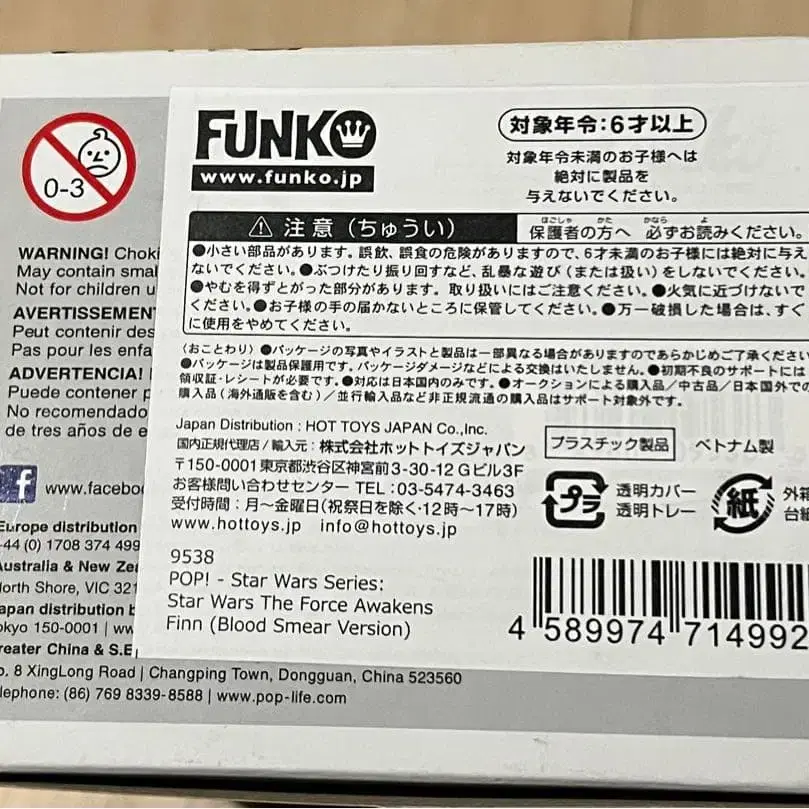 0-3
WARNING! Choki
May contain smal
Not for children u
AVERTISSEMENT
Peut contenir des
Pas pour les enfa
ADVERTENCIA!
Puede contener p
No recomendado
de tres años de e
f
www.facebo
Europe distribution
44 (0) 1708 374 499
Australia & New Zea
North Shore, VIC 321
Japan distribution b
okyo 150-0001 | ww
reater China & S.E
o. 8 XingLong Road | Changping Town, Dongguan, China 523560
elephone: (86) 769 8339-8588 | www.pop-life.com
FUNKO
www.funko.jp
対象年令:6才以上
対象年令未満のお子様へは
絶対に製品を
与えないでください。
⚠ 注意（ちゅうい）
保護者の方へ 必ずお読みください。
●小さい部品があります。誤飲、誤食の危険がありますので、6才未満のお子様には絶対に与え
ないでください。●ぶつけたり振り回すなど、乱暴な遊び（または扱い）をしないでください。
●やむを得ずとがった部分があります。取り扱いにはご注意ください。●火気に近づけないで
ください。●お子様の手の届かないところに保管してください。●万一破損した場合は、すぐ
に使用をやめてください。
（おことわり）●パッケージの写真やイラストと製品は一部異なる場合がありますのであらかじめご了承ください
●パッケージは製品保護用です。パッケージダメージなどによる交換はいたしません。●初期不良のサポートには
領収証・レシートが必要です。●対応は日本国内のみです。●オークションによる購入品／中古品／日本国外での
購入品（海外通販を含む）／並行輸入品など非正規流通の購入品はサポート対象外です。
Japan Distribution : HOT TOYS JAPAN Co.,Inc.
国内正規代理店／輸入元：株式会社ホットトイズジャパン
〒150-0001 東京都渋谷区神宮前3-30-12 Gビル3F
お客様問い合わせセンター TEL：03-5474-3463
受付時間：月～金曜日(祝祭日を除く・12時～17時)
www.hottoys.jp info@hottoys.jp
プラスチック製品 ベトナム製
プラ
透明カバー
透明トレー
紙
外箱
台紙
9538
POP! - Star Wars Series:
Star Wars The Force Awakens
Finn (Blood Smear Version)
4 589974 714992